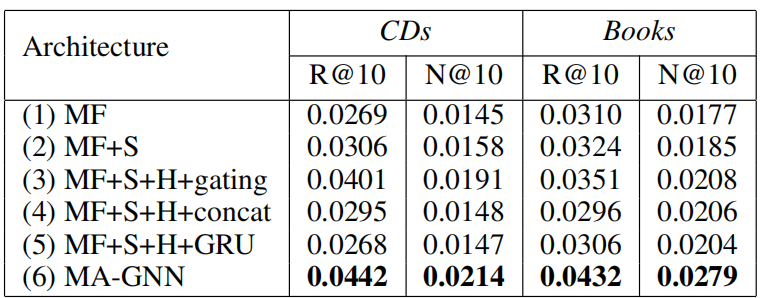 Architecture CDs Books
R@10 N@10 R@10 N@10
(1) MF 0.0269 0.0145 0.0310 0.0177
(2) MF+S 0.0306 0.0158 0.0324 0.0185
(3) MF+S+H+gating 0.0401 0.0191 0.0351 0.0208
(4) MF+S+H+concat 0.0295 0.0148 0.0296 0.0206
(5) MF+S+H+GRU 0.0268 0.0147 0.0306 0.0204
(6) MA-GNN 0.0442 0.0214 0.0432 0.0279